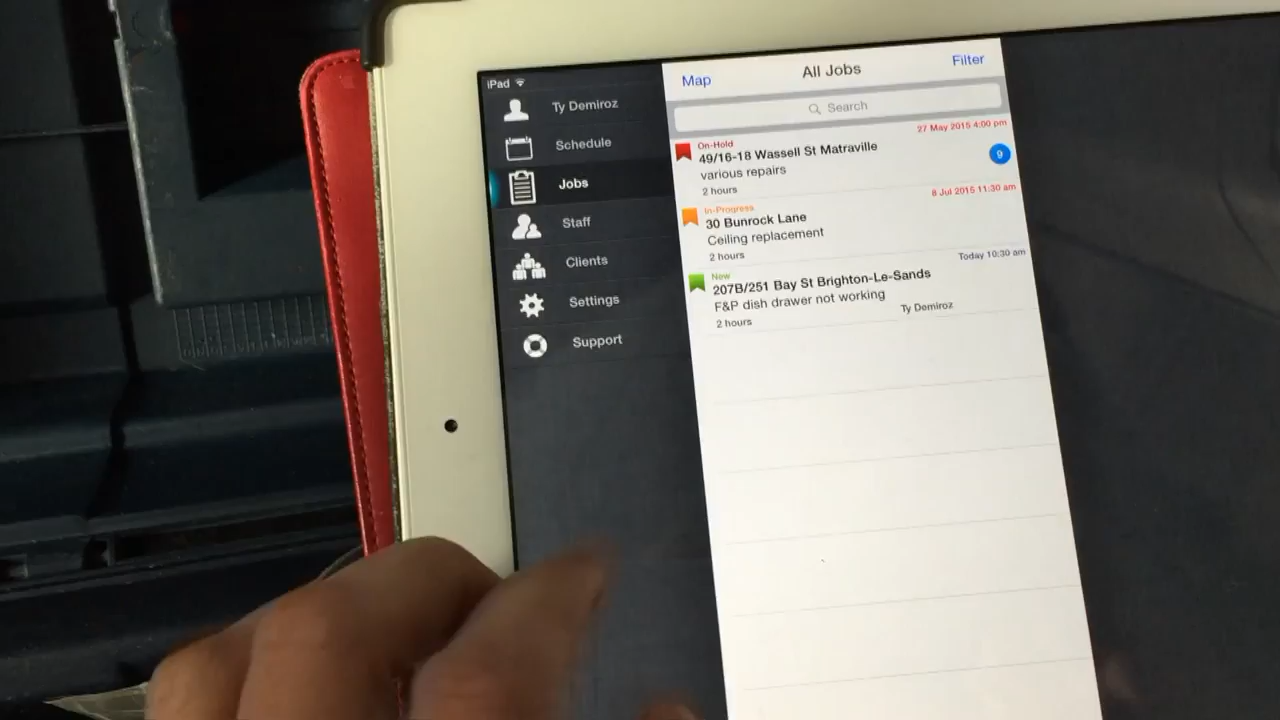 iPad
Ty Demiroz
Schedule
Jobs
Staff
Clients
Settings
Support
Map
All Jobs
Filter
Search
27 May 2015 4:00 pm
On-Hold
49/16-18 Wassell St Matraville
various repairs
2 hours
9
8 Jul 2015 11:30 am
In-Progress
30 Bunrock Lane
Ceiling replacement
2 hours
Today 10:30 am
New
207B/251 Bay St Brighton-Le-Sands
F&P dish drawer not working
Ty Demiroz
2 hours